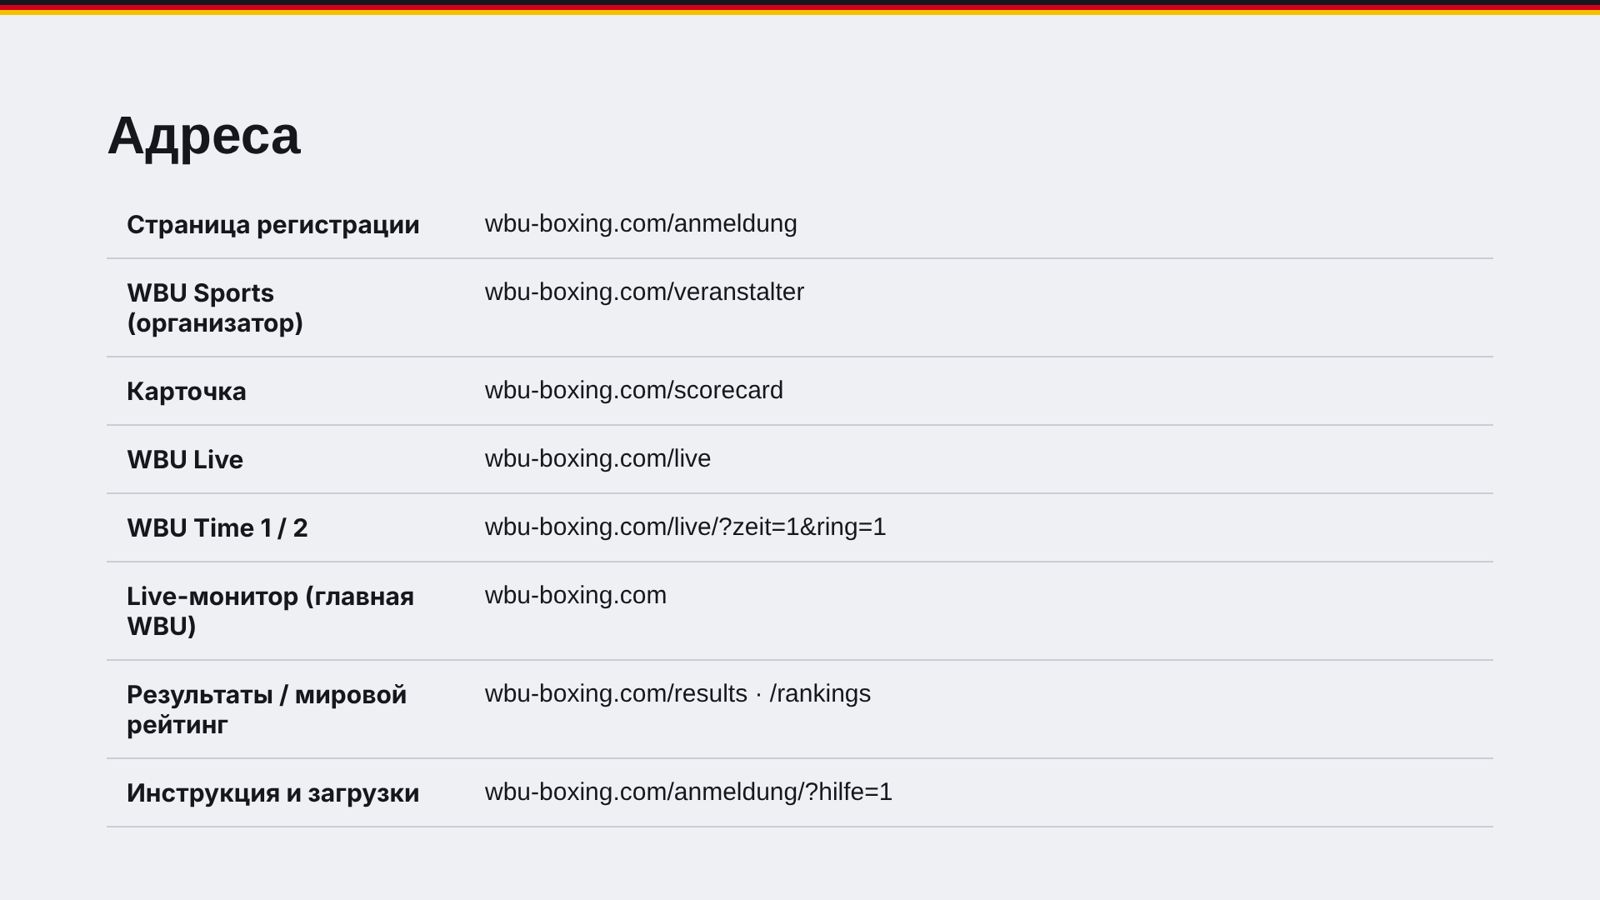 Адреса
Страница регистрации wbu-boxing.com/anmeldung
WBU Sports wbu-boxing.com/veranstalter
(организатор)
Карточка wbu-boxing.com/scorecard
WBU Live wbu-boxing.com/live
WBU Time 1 / 2 wbu-boxing.com/live/?zeit=1&ring=1
Live-монитор (главная wbu-boxing.com
WBU)
Результаты / мировой wbu-boxing.com/results · /rankings
рейтинг
Инструкция и загрузки wbu-boxing.com/anmeldung/?hilfe=1